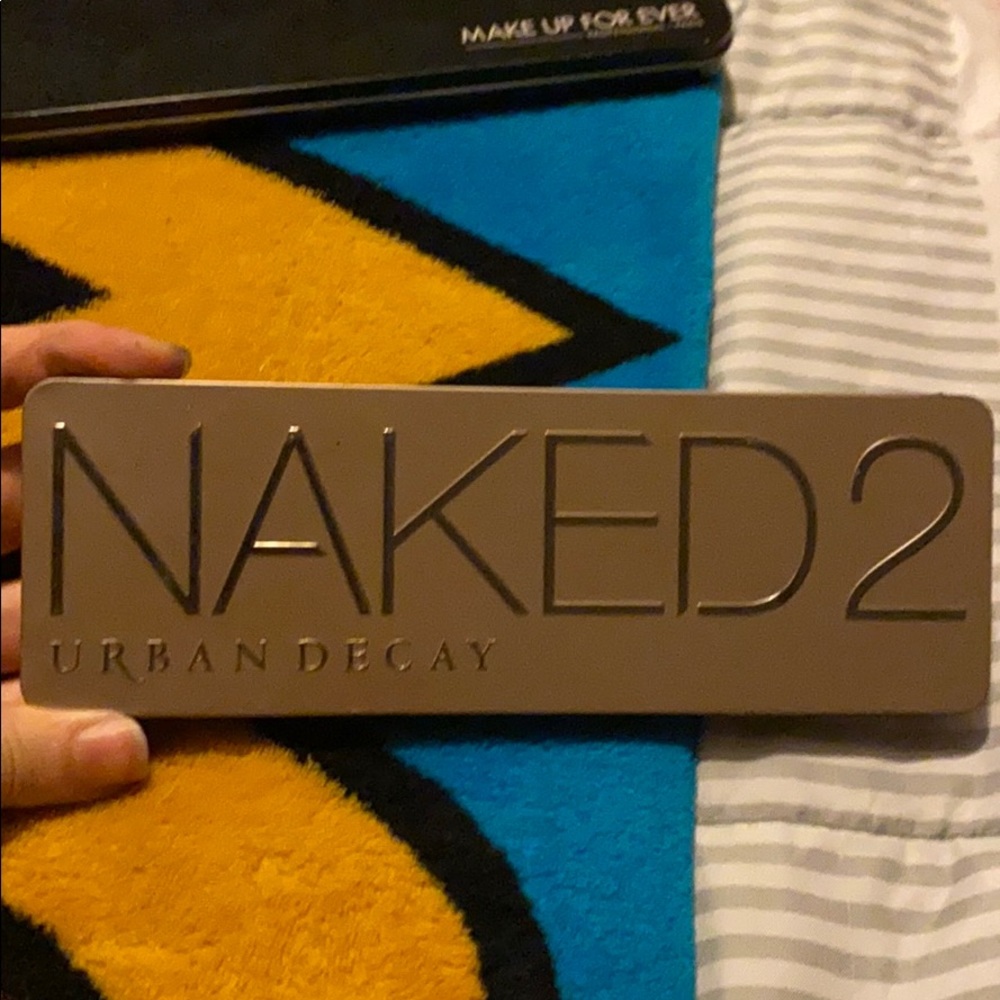 MAKE UP FOR EVER
NAKED2
URBAN DECAY